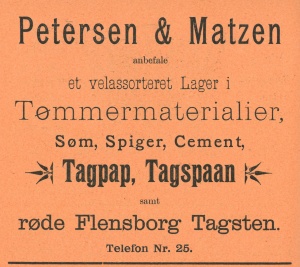 Petersen & Matzen
anbefale
et velassorteret Lager i
Tømmermaterialier,
Søm, Spiger, Cement,
Tagpap, Tagspaan
samt
røde Flensborg Tagsten.
Telefon Nr. 25.